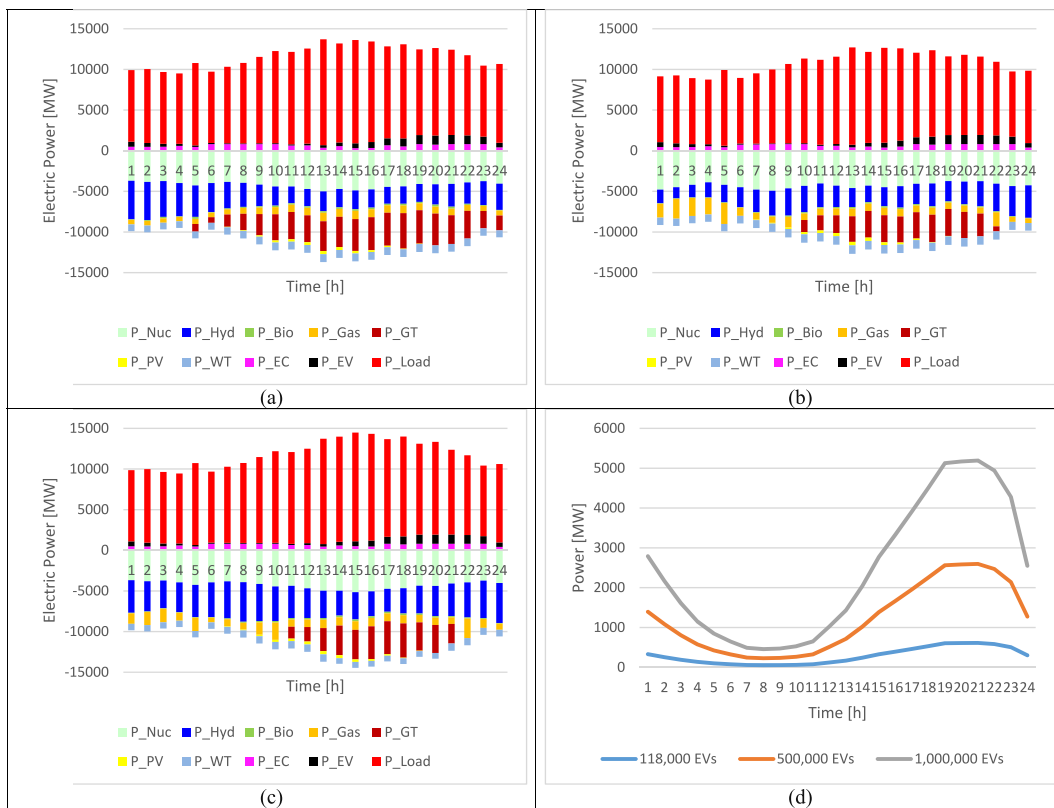 15000
10000
5000
0
-5000
-10000
-15000
Electric Power [MW]
1 2 3 4 5 6 7 8 9 10 11 12 13 14 15 16 17 18 19 20 21 22 23 24
Time [h]
P_Nuc P_Hyd P_Bio P_Gas P_GT
P_PV P_WT P_EC P_EV P_Load
(a)
15000
10000
5000
0
-5000
-10000
-15000
Electric Power [MW]
1 2 3 4 5 6 7 8 9 10 11 12 13 14 15 16 17 18 19 20 21 22 23 24
Time [h]
P_Nuc P_Hyd P_Bio P_Gas P_GT
P_PV P_WT P_EC P_EV P_Load
(b)
15000
10000
5000
0
-5000
-10000
-15000
Electric Power [MW]
1 2 3 4 5 6 7 8 9 10 11 12 13 14 15 16 17 18 19 20 21 22 23 24
Time [h]
P_Nuc P_Hyd P_Bio P_Gas P_GT
P_PV P_WT P_EC P_EV P_Load
(c)
6000
5000
4000
3000
2000
1000
0
Power [MW]
1 2 3 4 5 6 7 8 9 10 11 12 13 14 15 16 17 18 19 20 21 22 23 24
Time [h]
118,000 EVs 500,000 EVs 1,000,000 EVs
(d)